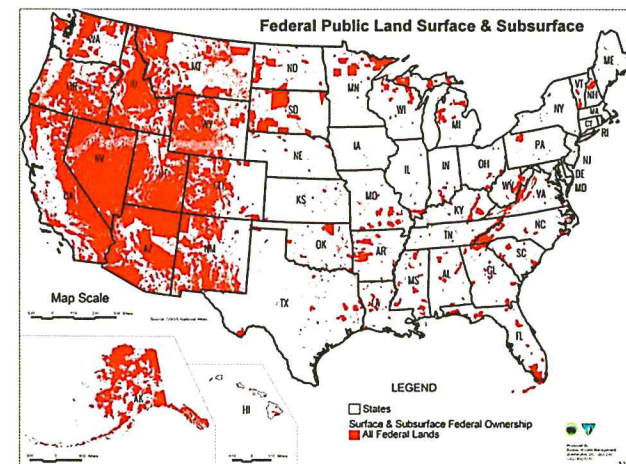 Federal Public Land Surface & Subsurface
WA
MT
ND
MN
ME
OR
ID
WY
SD
WI
MI
NY
VT
NH
MA
CT
RI
NV
UT
NE
IA
IL
IN
OH
PA
NJ
DE
MD
CA
KS
MO
KY
WV
VA
AZ
NM
OK
AR
TN
NC
SC
TX
LA
MS
AL
GL
FL
Map Scale
AK
HI
LEGEND
States
Surface & Subsurface Federal Ownership
All Federal Lands